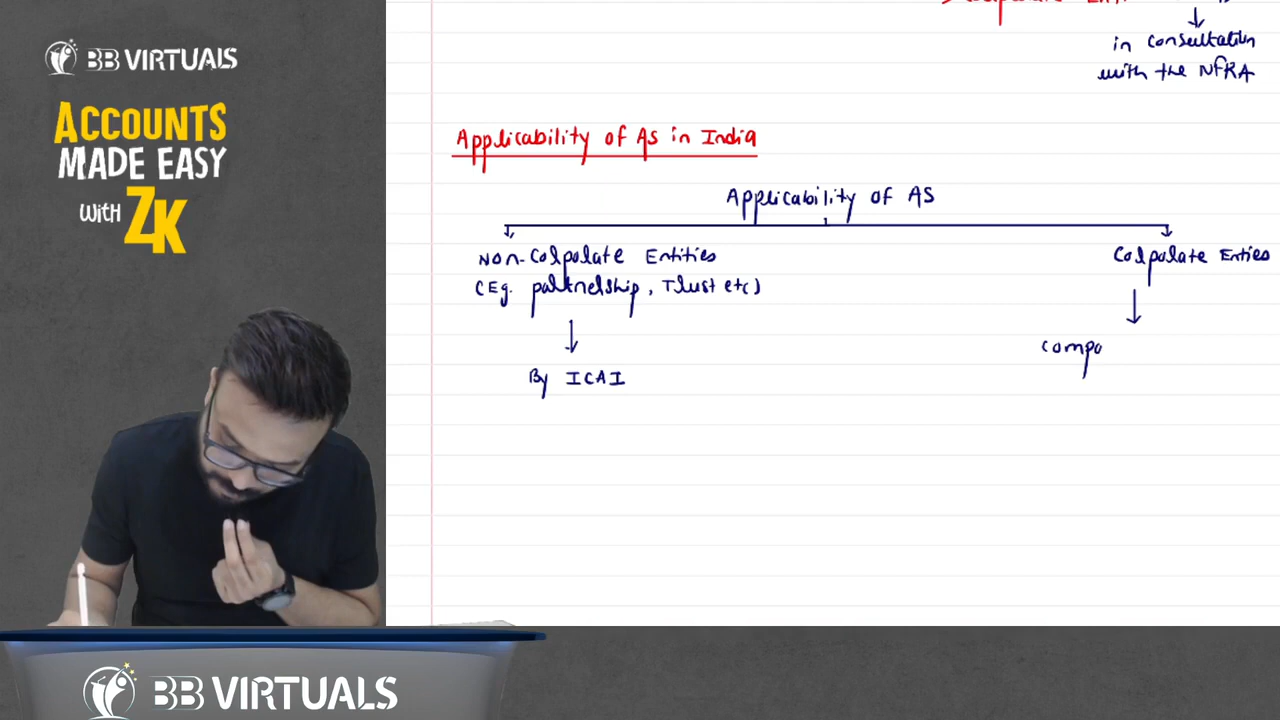 BB VIRTUALS
ACCOUNTS
MADE EASY
WITH ZK
in consultation
with the NFRA
Applicability of As in India
Applicability of AS
Non-Corporate Entities
(Eg. partnership, Trust etc)
By ICAI
Corporate Enties
compo
BB VIRTUALS